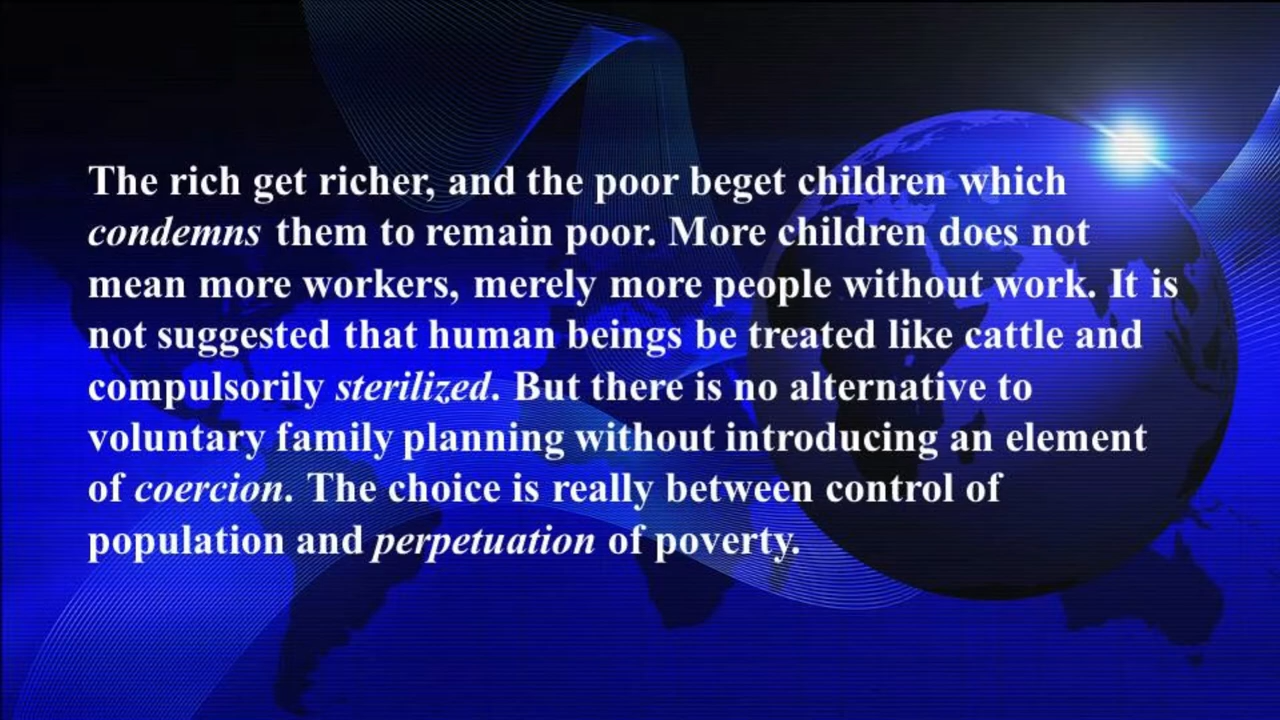 The rich get richer, and the poor beget children which
condemns them to remain poor. More children does not
mean more workers, merely more people without work. It is
not suggested that human beings be treated like cattle and
compulsorily sterilized. But there is no alternative to
voluntary family planning without introducing an element
of coercion. The choice is really between control of
population and perpetuation of poverty.